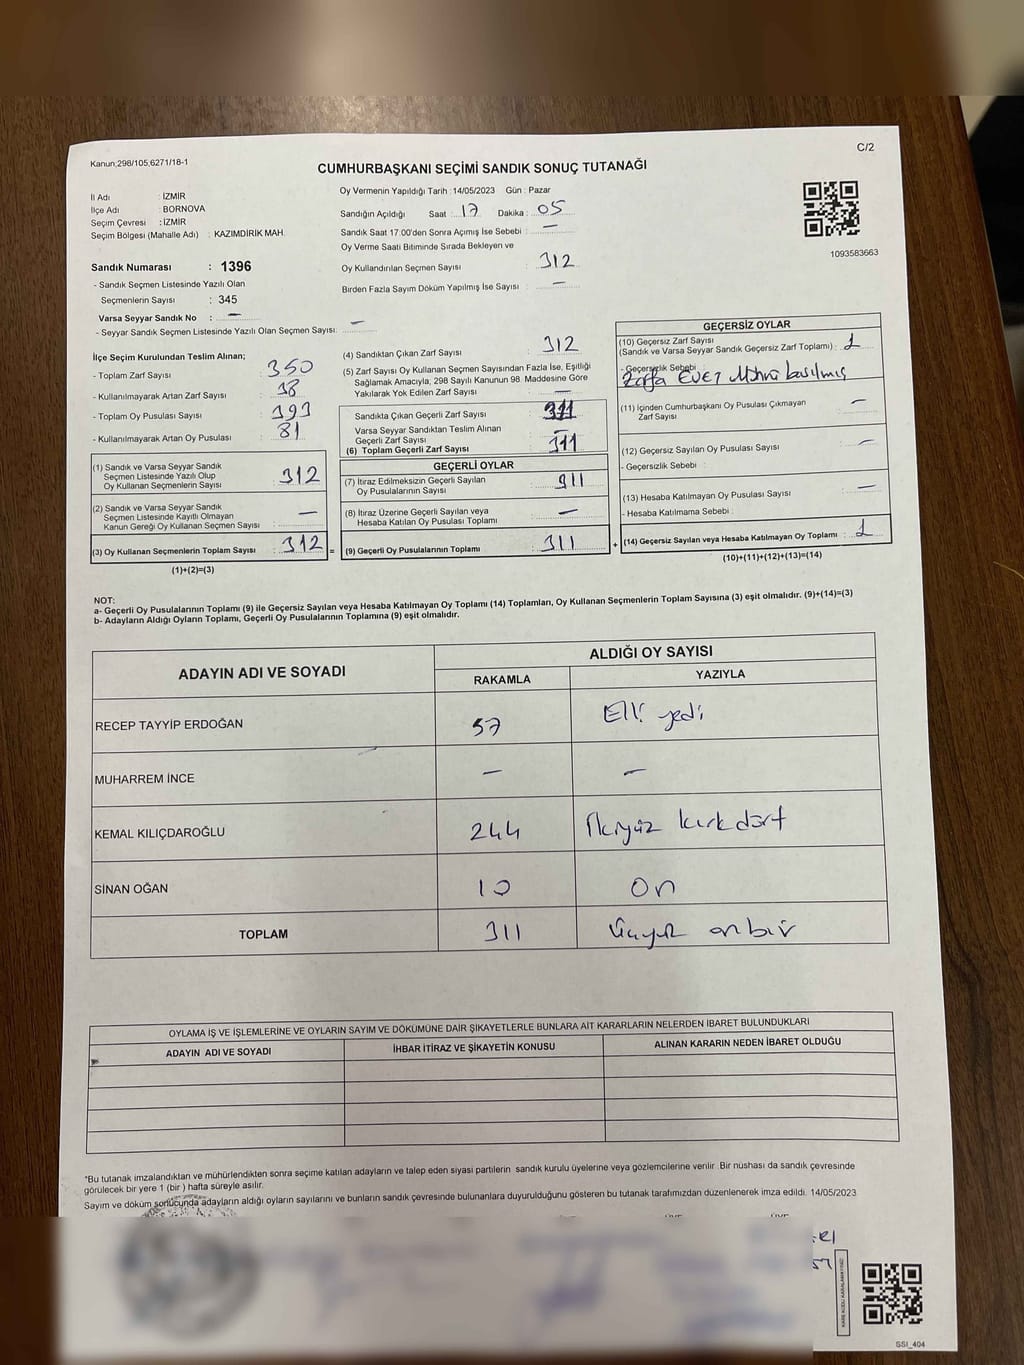 Kanun,298/105,6271/18-1
C/2
CUMHURBAŞKANI SEÇİMİ SANDIK SONUÇ TUTANAĞI
İl Adı : İZMİR
İlçe Adı : BORNOVA
Seçim Çevresi : İZMİR
Seçim Bölgesi (Mahalle Adı) : KAZIMDİRİK MAH.
Oy Vermenin Yapıldığı Tarih : 14/05/2023 Gün : Pazar
Sandığın Açıldığı Saat : 17 Dakika : 05
Sandık Saat 17:00'den Sonra Açımış İse Sebebi : —
Oy Verme Saati Bitiminde Sırada Bekleyen ve
Oy Kullandırılan Seçmen Sayısı : 312
Birden Fazla Sayım Döküm Yapılmış İse Sayısı : —
1093583663
Sandık Numarası : 1396
- Sandık Seçmen Listesinde Yazılı Olan
Seçmenlerin Sayısı : 345
Varsa Seyyar Sandık No : —
- Seyyar Sandık Listesinde Yazılı Olan Seçmen Sayısı: —
İlçe Seçim Kurulundan Teslim Alınan;
- Toplam Zarf Sayısı : 350
- Kullanılmayarak Artan Zarf Sayısı : 38
- Toplam Oy Pusulası Sayısı : 393
- Kullanılmayarak Artan Oy Pusulası : 81
(1) Sandık ve Varsa Seyyar Sandık
Seçmen Listesinde Yazılı Olup
Oy Kullanan Seçmenlerin Sayısı : 312
(2) Sandık ve Varsa Seyyar Sandık
Seçmen Listesinde Kayıtlı Olmayan
Kanun Gereği Oy Kullanan Seçmen Sayısı : —
(3) Oy Kullanan Seçmenlerin Toplam Sayısı : 312 =
(1)+(2)=(3)
(4) Sandıktan Çıkan Zarf Sayısı : 312
(5) Zarf Sayısı Oy Kullanan Seçmen Sayısından Fazla İse, Eşitliği
Sağlamak Amacıyla, 298 Sayılı Kanunun 98. Maddesine Göre
Yakılarak Yok Edilen Zarf Sayısı : —
Sandıkta Çıkan Geçerli Zarf Sayısı : 311
Varsa Seyyar Sandıktan Teslim Alınan
Geçerli Zarf Sayısı : —
(6) Toplam Geçerli Zarf Sayısı : 311
GEÇERLİ OYLAR
(7) İtiraz Edilmeksizin Geçerli Sayılan
Oy Pusulalarının Sayısı : 911
(8) İtiraz Üzerine Geçerli Sayılan veya
Hesaba Katılan Oy Pusulası Toplamı : —
(9) Geçerli Oy Pusulalarının Toplamı : 311 +
GEÇERSİZ OYLAR
(10) Geçersiz Zarf Sayısı
(Sandık ve Varsa Seyyar Sandık Geçersiz Zarf Toplamı) : 1
- Geçersizlik Sebebi :
Zarfa EVET Mührü basılmış
(11) İçinden Cumhurbaşkanı Oy Pusulası Çıkmayan
Zarf Sayısı : —
(12) Geçersiz Sayılan Oy Pusulası Sayısı : —
- Geçersizlik Sebebi :
(13) Hesaba Katılmayan Oy Pusulası Sayısı : —
- Hesaba Katılmama Sebebi :
(14) Geçersiz Sayılan veya Hesaba Katılmayan Oy Toplamı : 1
(10)+(11)+(12)+(13)=(14)
NOT:
a- Geçerli Oy Pusulalarının Toplamı (9) ile Geçersiz Sayılan veya Hesaba Katılmayan Oy Toplamı (14) Toplamları, Oy Kullanan Seçmenlerin Toplam Sayısına (3) eşit olmalıdır. (9)+(14)=(3)
b- Adayların Aldığı Oyların Toplamı, Geçerli Oy Pusulalarının Toplamına (9) eşit olmalıdır.
ADAYIN ADI VE SOYADI
ALDIĞI OY SAYISI
RAKAMLA YAZIYLA
RECEP TAYYİP ERDOĞAN 57 Elli yedi
MUHARREM İNCE — —
KEMAL KILIÇDAROĞLU 244 İkiyüz kırkdört
SİNAN OĞAN 10 on
TOPLAM 311 üçyüz onbir
OYLAMA İŞ VE İŞLEMLERİNE VE OYLARIN SAYIM VE DÖKÜMÜNE DAİR ŞİKAYETLERLE BUNLARA AİT KARARLARIN NELERDEN İBARET BULUNDUKLARI
ADAYIN ADI VE SOYADI İHBAR İTİRAZ VE ŞİKAYETİN KONUSU ALINAN KARARIN NEDEN İBARET OLDUĞU
*Bu tutanak imzalandıktan ve mühürlendikten sonra seçime katılan adayların ve talep eden siyasi partilerin sandık kurulu üyelerine veya gözlemcilerine verilir. Bir nüshası da sandık çevresinde
görülecek bir yere 1 (bir ) hafta süreyle asılır.
Sayım ve döküm sonucunda adayların aldığı oyların sayılarını ve bunların sandık çevresinde bulunanlara duyurulduğunu gösteren bu tutanak tarafımızdan düzenlenerek imza edildi. 14/05/2023
SSI_404